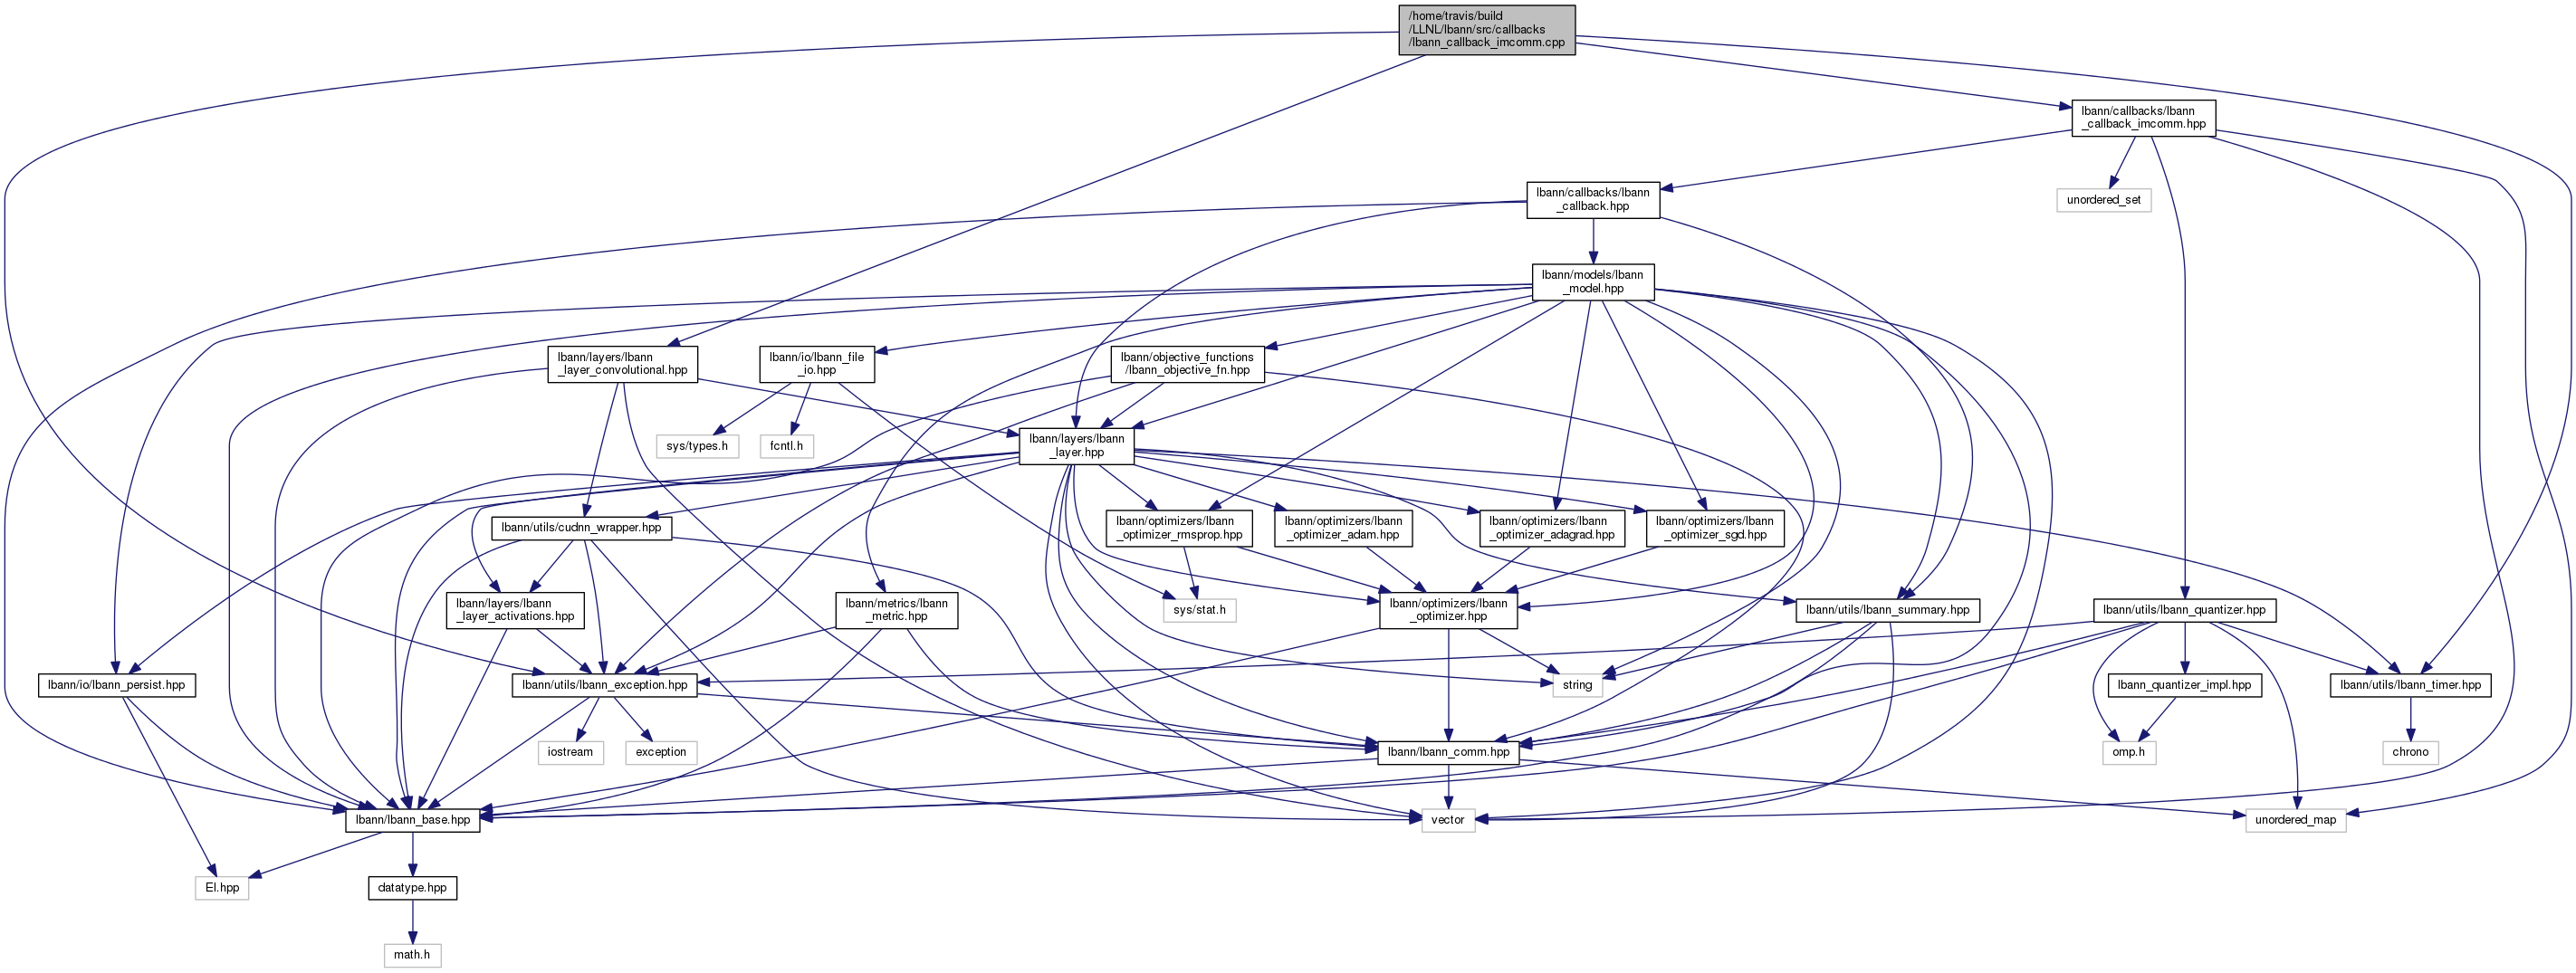 /home/travis/build
/LLNL/lbann/src/callbacks
/lbann_callback_imcomm.cpp
lbann/callbacks/lbann
_callback_imcomm.hpp
lbann/callbacks/lbann
_callback.hpp
unordered_set
lbann/models/lbann
_model.hpp
lbann/layers/lbann
_layer_convolutional.hpp
lbann/io/lbann_file
_io.hpp
lbann/objective_functions
/lbann_objective_fn.hpp
sys/types.h
fcntl.h
lbann/layers/lbann
_layer.hpp
lbann/utils/cudnn_wrapper.hpp
lbann/optimizers/lbann
_optimizer_rmsprop.hpp
lbann/optimizers/lbann
_optimizer_adam.hpp
lbann/optimizers/lbann
_optimizer_adagrad.hpp
lbann/optimizers/lbann
_optimizer_sgd.hpp
lbann/layers/lbann
_layer_activations.hpp
lbann/metrics/lbann
_metric.hpp
sys/stat.h
lbann/optimizers/lbann
_optimizer.hpp
lbann/utils/lbann_summary.hpp
lbann/utils/lbann_quantizer.hpp
lbann/io/lbann_persist.hpp
lbann/utils/lbann_exception.hpp
string
lbann_quantizer_impl.hpp
lbann/utils/lbann_timer.hpp
iostream
exception
lbann/lbann_comm.hpp
omp.h
chrono
lbann/lbann_base.hpp
vector
unordered_map
El.hpp
datatype.hpp
math.h